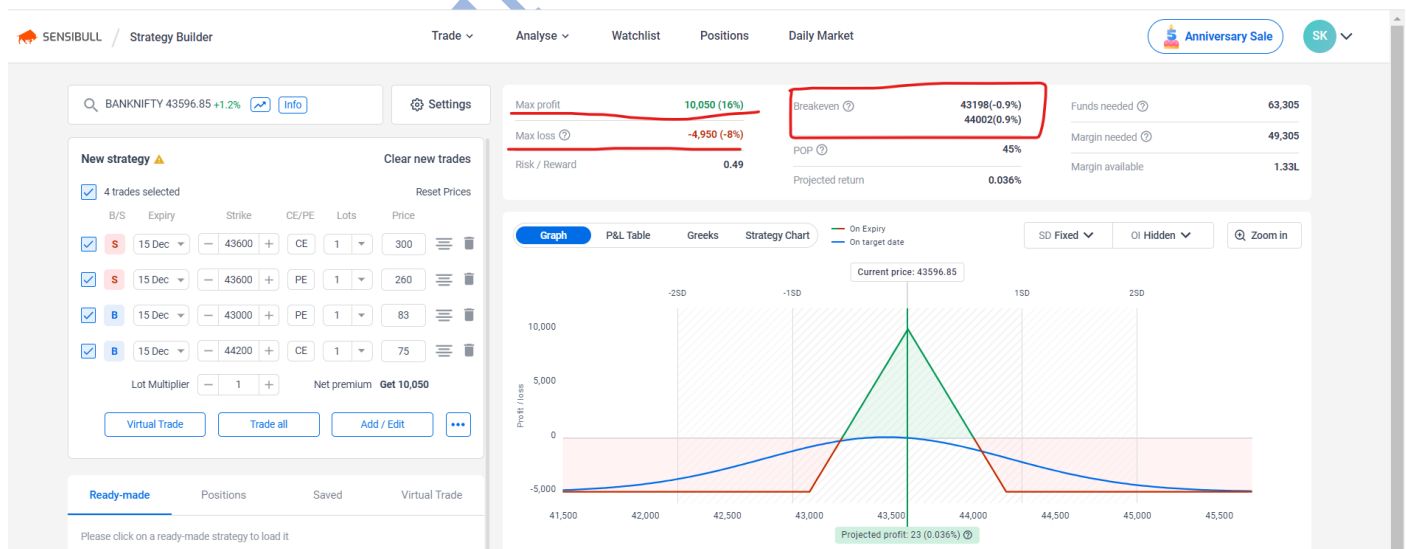 SENSIBULL / Strategy Builder
Trade
Analyse
Watchlist
Positions
Daily Market
5 Anniversary Sale
SK
BANKNIFTY 43596.85 +1.2% Info
Settings
New strategy
Clear new trades
4 trades selected
Reset Prices
B/S Expiry Strike CE/PE Lots Price
S 15 Dec − 43600 + CE 1 300
S 15 Dec − 43600 + PE 1 260
B 15 Dec − 43000 + PE 1 83
B 15 Dec − 44200 + CE 1 75
Lot Multiplier − 1 + Net premium Get 10,050
Virtual Trade
Trade all
Add / Edit
Ready-made
Positions
Saved
Virtual Trade
Please click on a ready-made strategy to load it
Max profit 10,050 (16%)
Max loss -4,950 (-8%)
Risk / Reward 0.49
Breakeven 43198(-0.9%)
44002(0.9%)
POP 45%
Projected return 0.036%
Funds needed 63,305
Margin needed 49,305
Margin available 1.33L
Graph
P&L Table
Greeks
Strategy Chart
On Expiry
On target date
SD Fixed
OI Hidden
Zoom in
Current price: 43596.85
-2SD -1SD 1SD 2SD
Profit / loss
10,000
5,000
0
-5,000
41,500 42,000 42,500 43,000 43,500 44,000 44,500 45,000 45,500
Projected profit: 23 (0.036%)